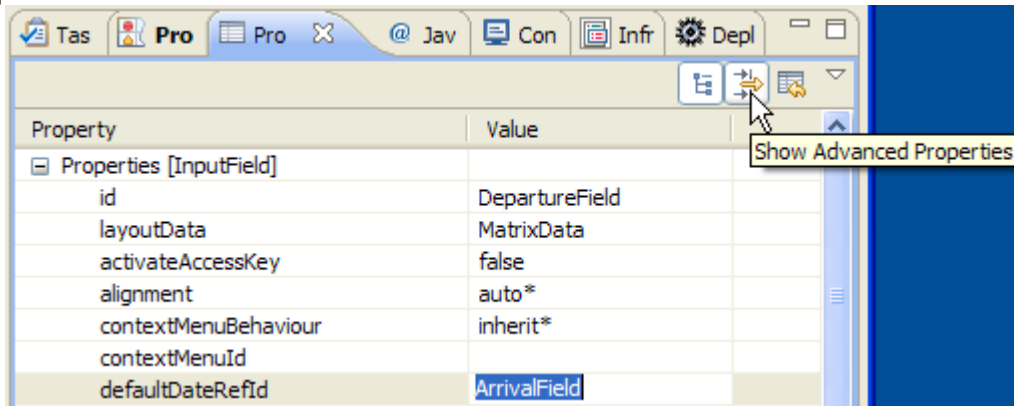 Tas Pro Pro Jav Con Infr Depl
Property Value
Show Advanced Properties
Properties [InputField]
id DepartureField
layoutData MatrixData
activateAccessKey false
alignment auto*
contextMenuBehaviour inherit*
contextMenuId
defaultDateRefId ArrivalField